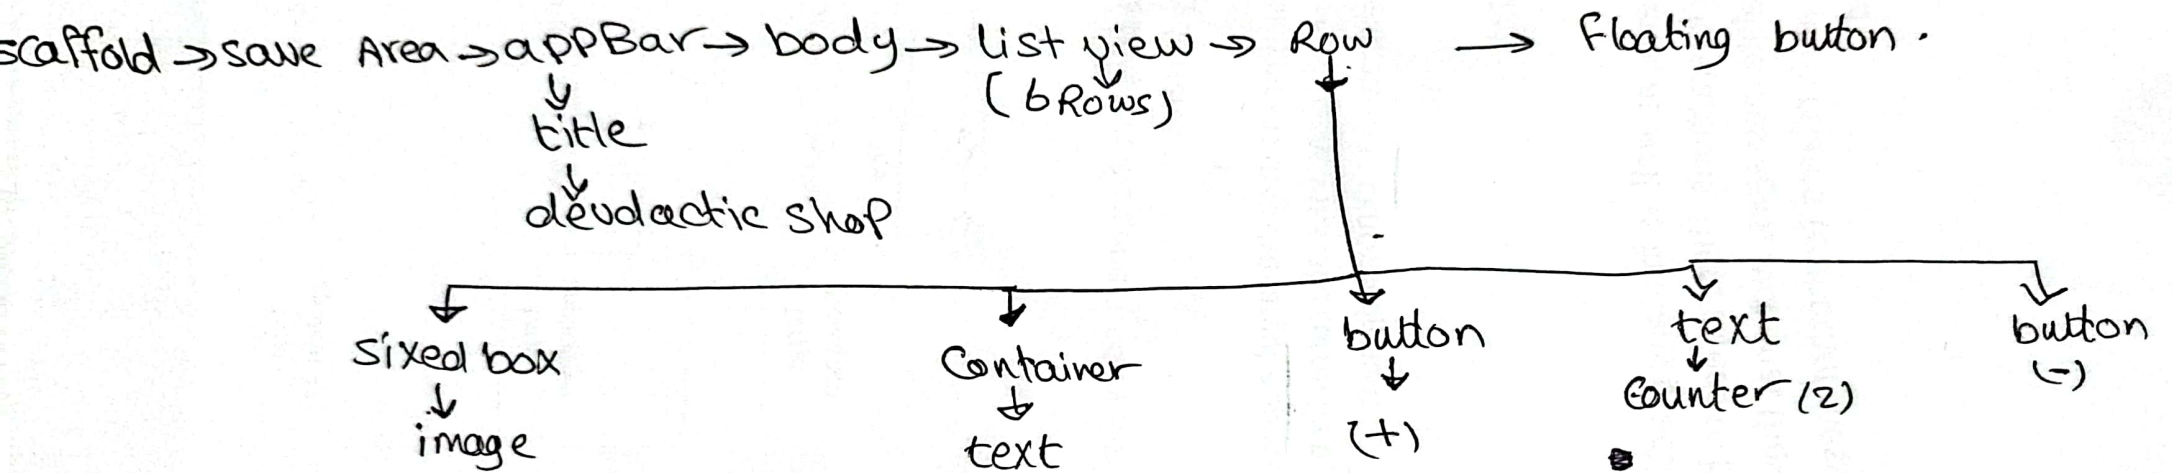 scaffold → save Area → appBar → body → list view → Row → Floating button.
(6 Rows)
title
devdactic shop
sixed box
Container
button
text
button
image
text
(+)
Counter (2)
(-)